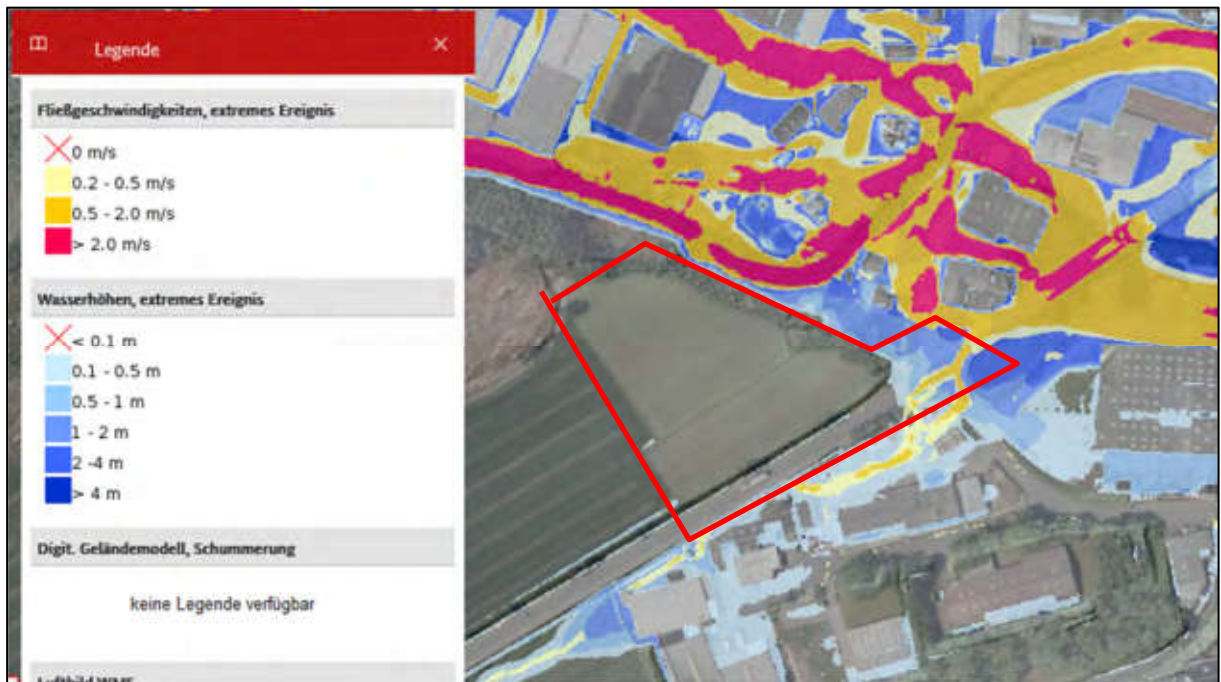 Legende
Fließgeschwindigkeiten, extremes Ereignis
0 m/s
0.2 - 0.5 m/s
0.5 - 2.0 m/s
> 2.0 m/s
Wasserhöhen, extremes Ereignis
< 0.1 m
0.1 - 0.5 m
0.5 - 1 m
1 - 2 m
2 -4 m
> 4 m
Digit. Geländemodell, Schummerung
keine Legende verfügbar
Luftbild WMS